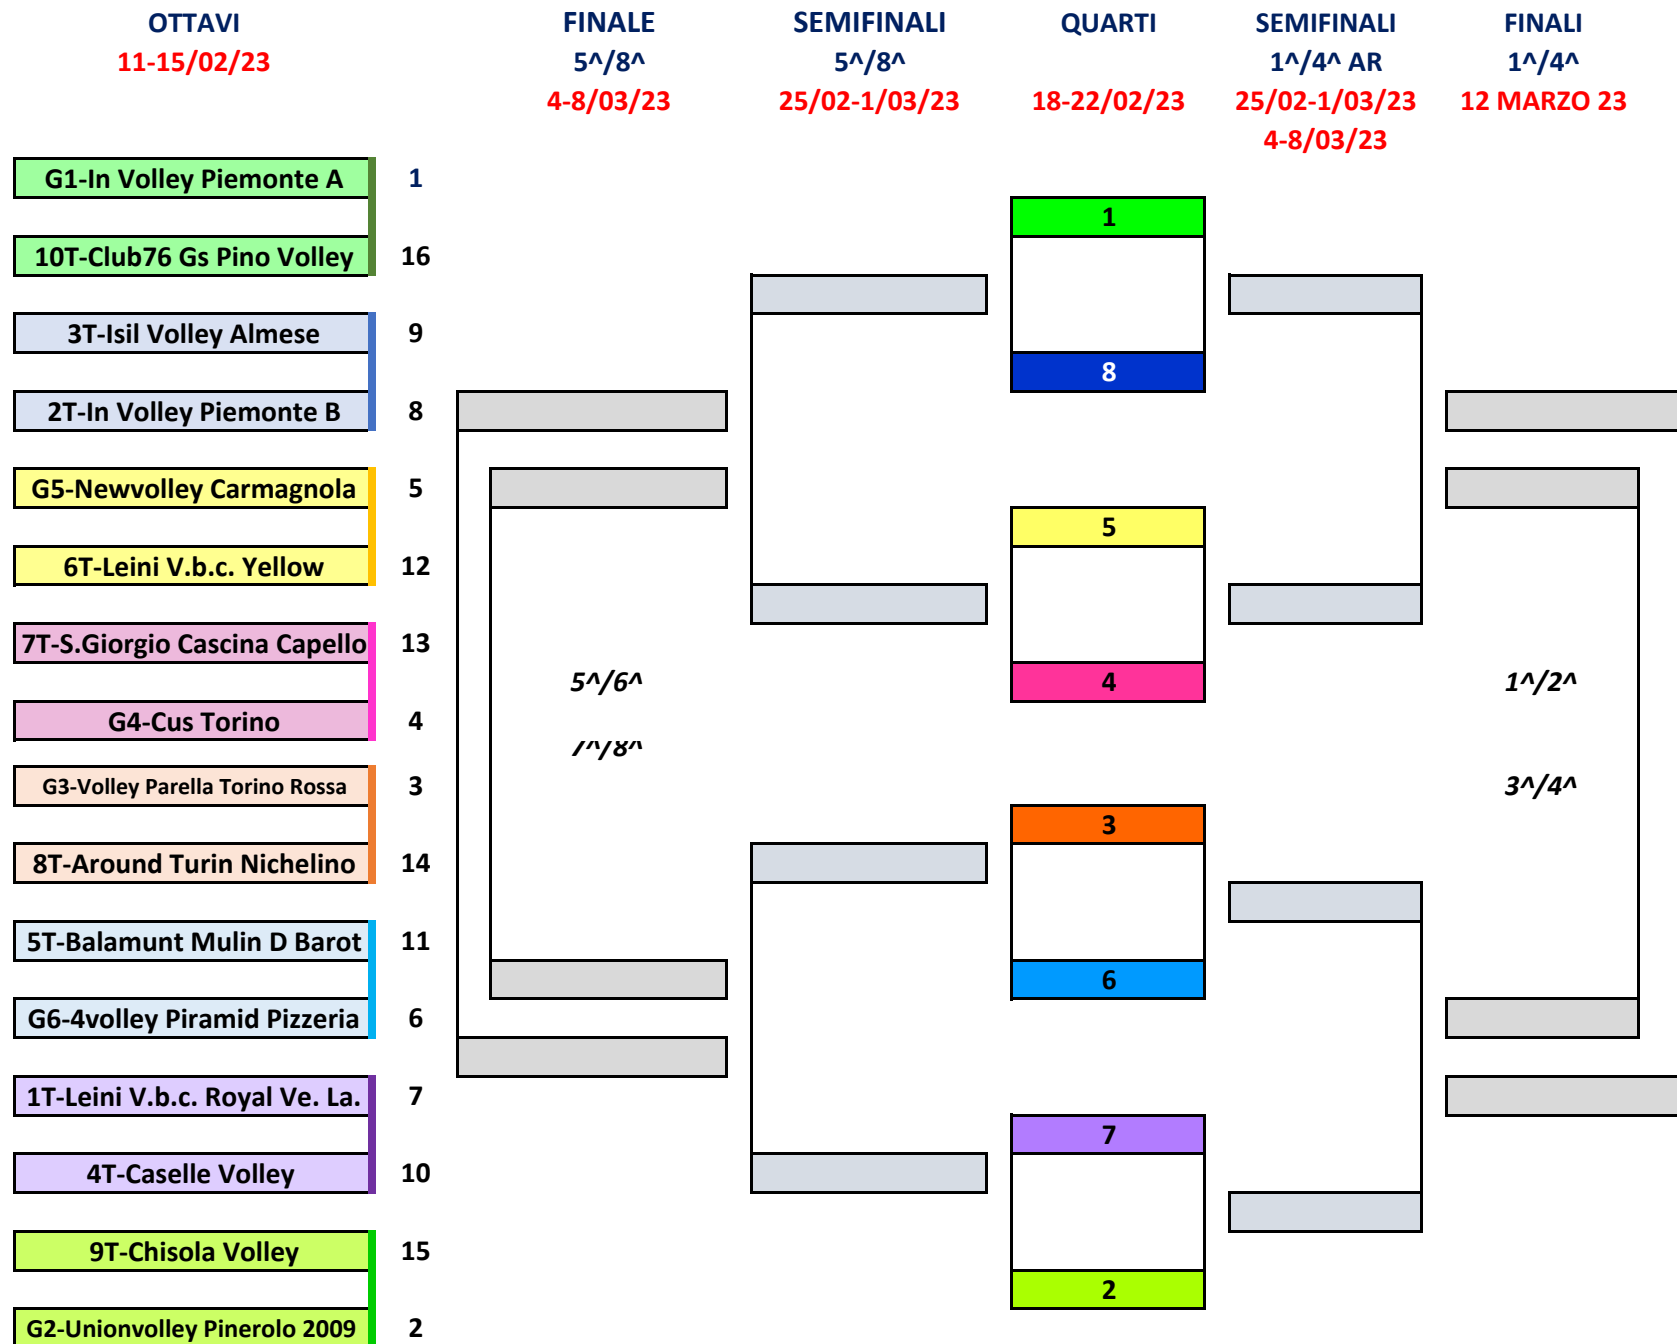 OTTAVI
11-15/02/23
FINALE
5^/8^
4-8/03/23
SEMIFINALI
5^/8^
25/02-1/03/23
QUARTI
18-22/02/23
SEMIFINALI
1^/4^ AR
25/02-1/03/23
4-8/03/23
FINALI
1^/4^
12 MARZO 23
G1-In Volley Piemonte A 1
10T-Club76 Gs Pino Volley 16
3T-Isil Volley Almese 9
2T-In Volley Piemonte B 8
G5-Newvolley Carmagnola 5
6T-Leini V.b.c. Yellow 12
7T-S.Giorgio Cascina Capello 13
G4-Cus Torino 4
G3-Volley Parella Torino Rossa 3
8T-Around Turin Nichelino 14
5T-Balamunt Mulin D Barot 11
G6-4volley Piramid Pizzeria 6
1T-Leini V.b.c. Royal Ve. La. 7
4T-Caselle Volley 10
9T-Chisola Volley 15
G2-Unionvolley Pinerolo 2009 2
5^/6^
7^/8^
1
8
5
4
3
6
7
2
1^/2^
3^/4^